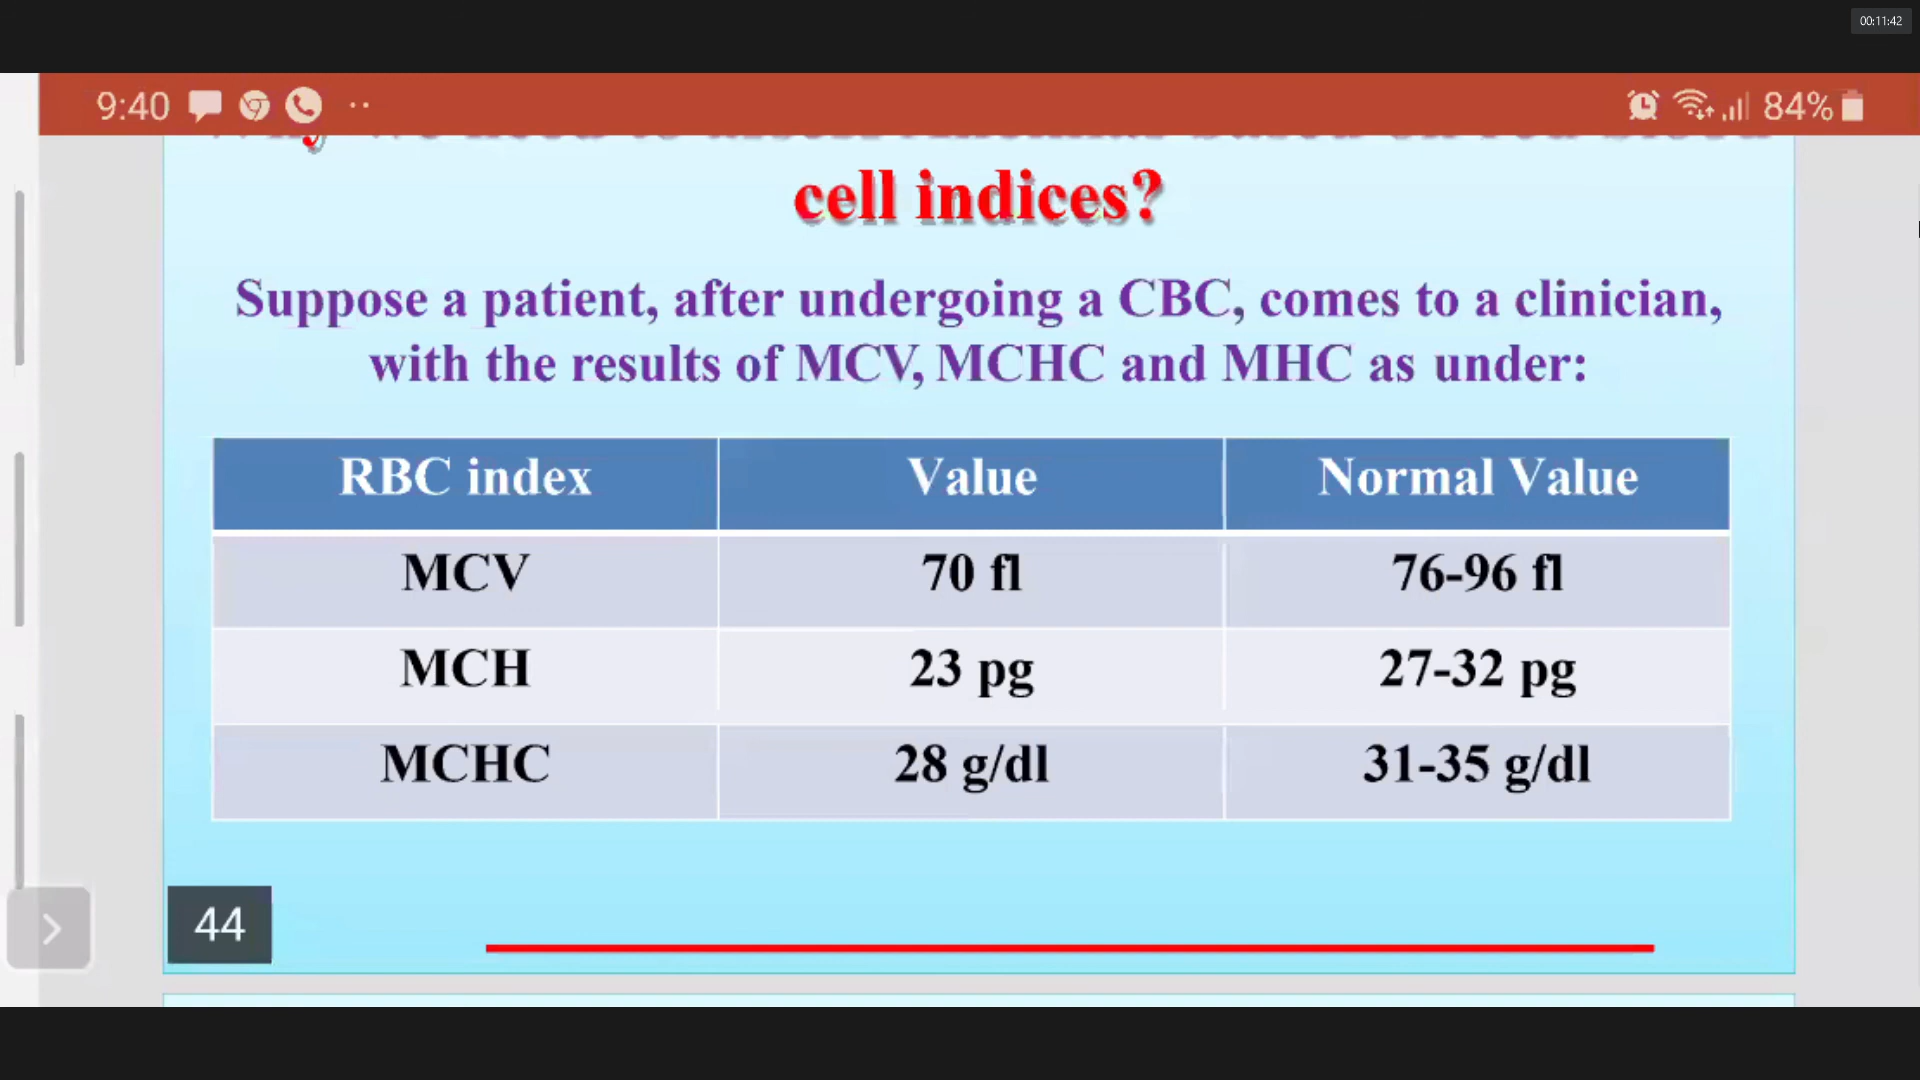 00:11:42
9:40
84%
cell indices?
Suppose a patient, after undergoing a CBC, comes to a clinician,
with the results of MCV, MCHC and MHC as under:
RBC index Value Normal Value
MCV 70 fl 76-96 fl
MCH 23 pg 27-32 pg
MCHC 28 g/dl 31-35 g/dl
44